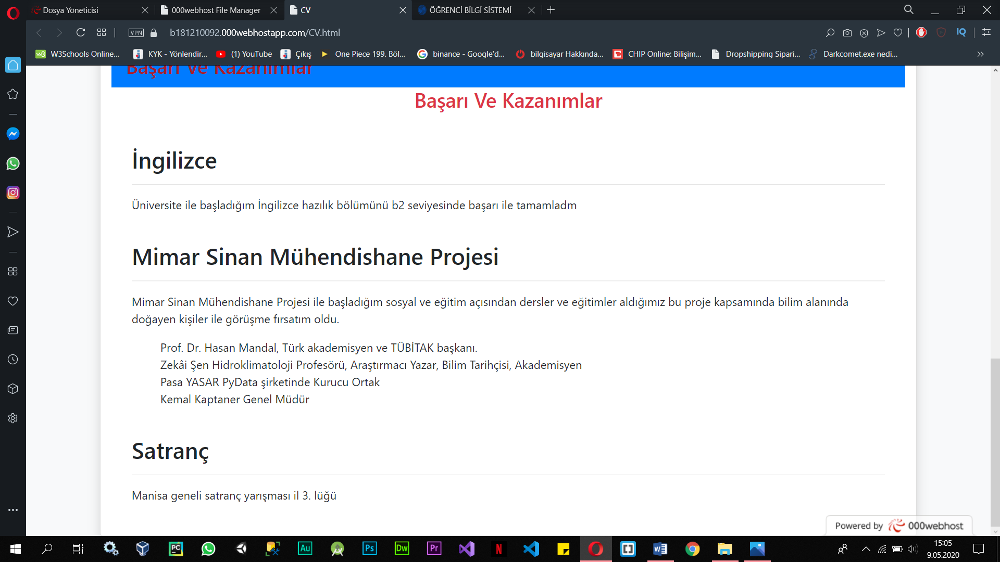 Dosya Yöneticisi
000webhost File Manager
CV
ÖĞRENCİ BİLGİ SİSTEMİ
VPN
b181210092.000webhostapp.com/CV.html
IQ
W3Schools Online...
KYK - Yönlendir...
(1) YouTube
Çıkış
One Piece 199. Böl...
binance - Google'd...
bilgisayar Hakkında...
CHIP Online: Bilişim...
Dropshipping Sipari...
Darkcomet.exe nedi...
Başarı Ve Kazanımlar
Başarı Ve Kazanımlar
İngilizce
Üniversite ile başladığım İngilizce hazılık bölümünü b2 seviyesinde başarı ile tamamladm
Mimar Sinan Mühendishane Projesi
Mimar Sinan Mühendishane Projesi ile başladığım sosyal ve eğitim açısından dersler ve eğitimler aldığımız bu proje kapsamında bilim alanında
doğayen kişiler ile görüşme fırsatım oldu.
Prof. Dr. Hasan Mandal, Türk akademisyen ve TÜBİTAK başkanı.
Zekâi Şen Hidroklimatoloji Profesörü, Araştırmacı Yazar, Bilim Tarihçisi, Akademisyen
Pasa YASAR PyData şirketinde Kurucu Ortak
Kemal Kaptaner Genel Müdür
Satranç
Manisa geneli satranç yarışması il 3. lüğü
Powered by 000webhost
PC
Au
Ps
Dw
Pr
N
W
15:05
9.05.2020